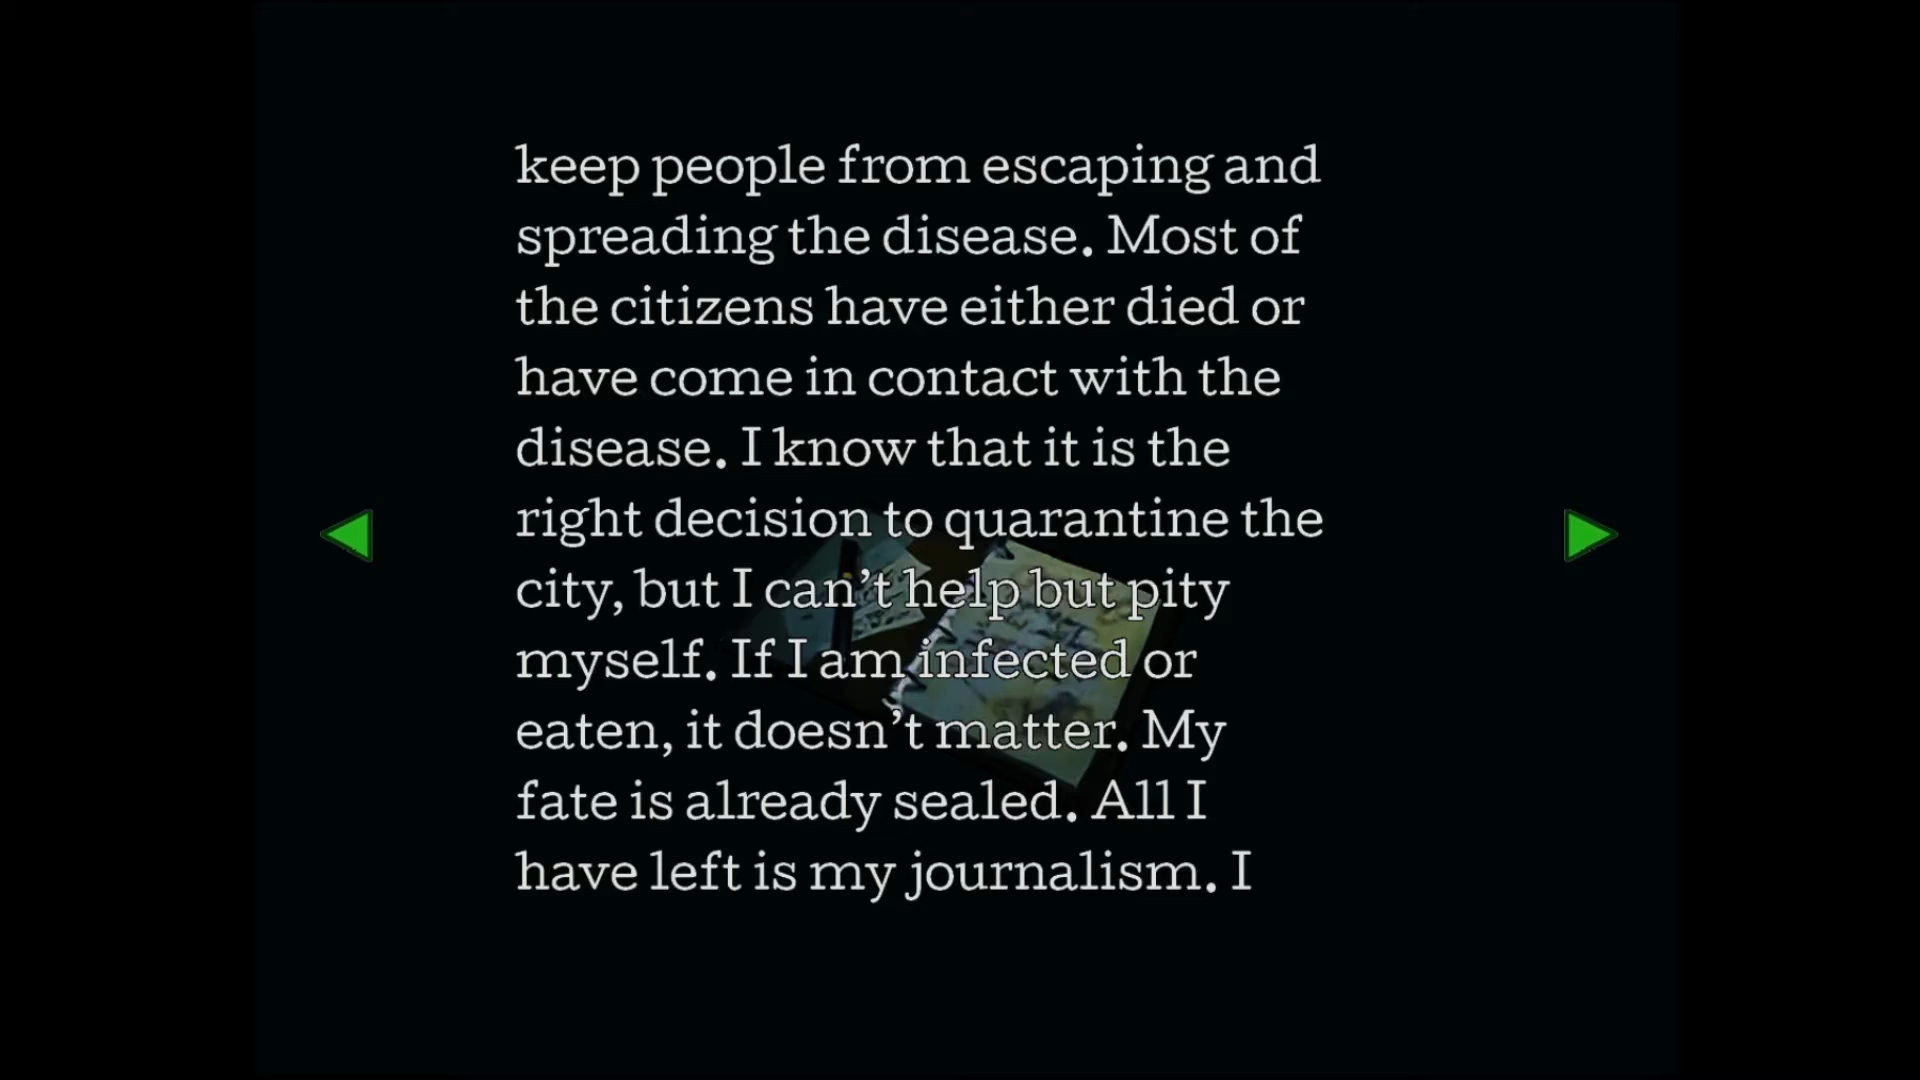 keep people from escaping and
spreading the disease. Most of
the citizens have either died or
have come in contact with the
disease. I know that it is the
right decision to quarantine the
city, but I can't help but pity
myself. If I am infected or
eaten, it doesn't matter. My
fate is already sealed. All I
have left is my journalism. I